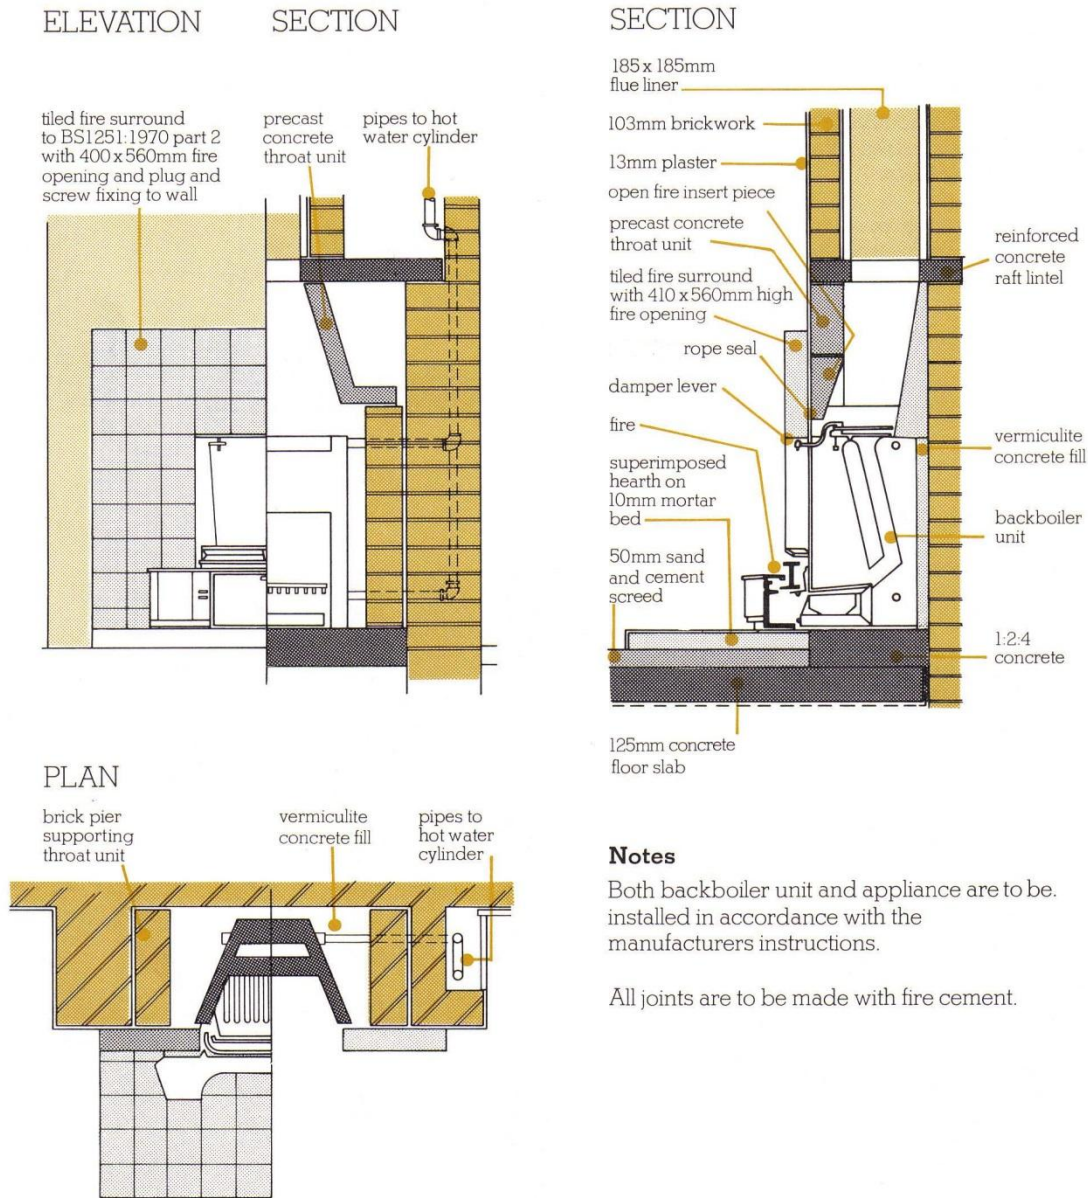 ELEVATION
SECTION
tiled fire surround
to BS1251:1970 part 2
with 400 x 560mm fire
opening and plug and
screw fixing to wall
precast
concrete
throat unit
pipes to hot
water cylinder
SECTION
185 x 185mm
flue liner
103mm brickwork
13mm plaster
open fire insert piece
precast concrete
throat unit
tiled fire surround
with 410 x 560mm high
fire opening
rope seal
damper lever
fire
superimposed
hearth on
10mm mortar
bed
50mm sand
and cement
screed
125mm concrete
floor slab
reinforced
concrete
raft lintel
vermiculite
concrete fill
backboiler
unit
1:2:4
concrete
PLAN
brick pier
supporting
throat unit
vermiculite
concrete fill
pipes to
hot water
cylinder
Notes
Both backboiler unit and appliance are to be.
installed in accordance with the
manufacturers instructions.
All joints are to be made with fire cement.